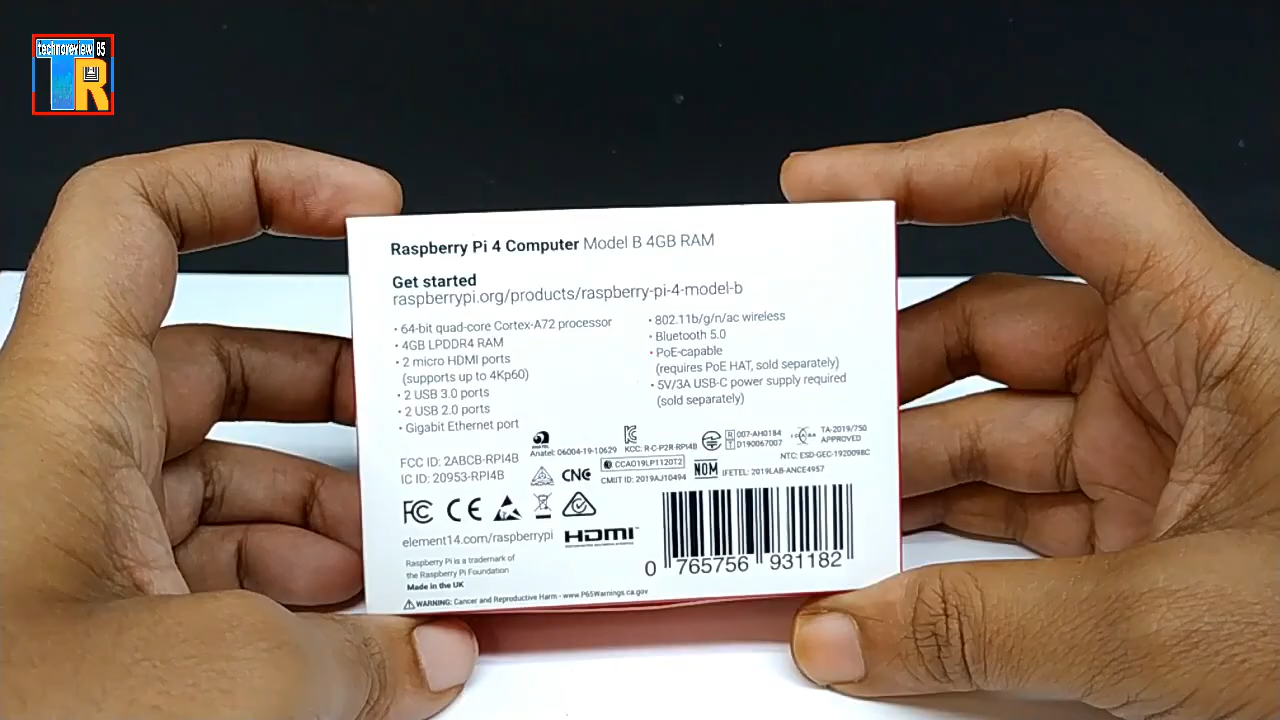 technoreview 85
TR
Raspberry Pi 4 Computer Model B 4GB RAM
Get started
raspberrypi.org/products/raspberry-pi-4-model-b
• 64-bit quad-core Cortex-A72 processor
• 4GB LPDDR4 RAM
• 2 micro HDMI ports
(supports up to 4Kp60)
• 2 USB 3.0 ports
• 2 USB 2.0 ports
• Gigabit Ethernet port
• 802.11b/g/n/ac wireless
• Bluetooth 5.0
• PoE-capable
(requires PoE HAT, sold separately)
• 5V/3A USB-C power supply required
(sold separately)
FCC ID: 2ABCB-RPI4B
IC ID: 20953-RPI4B
Anatel: 06004-19-10629
KCC: R-C-P2R-RPI4B
R 007-AH0184
T D190067007
TA-2019/750
APPROVED
NTC: ESD-GEC-1920098C
CNC
CCAO19LP1120T2
CMIIT ID: 2019AJ10494
NOM
IFETEL: 2019LAB-ANCE4957
FC CE
element14.com/raspberrypi
HDMI
Raspberry Pi is a trademark of
the Raspberry Pi Foundation
Made in the UK
WARNING: Cancer and Reproductive Harm - www.P65Warnings.ca.gov
0 765756 931182